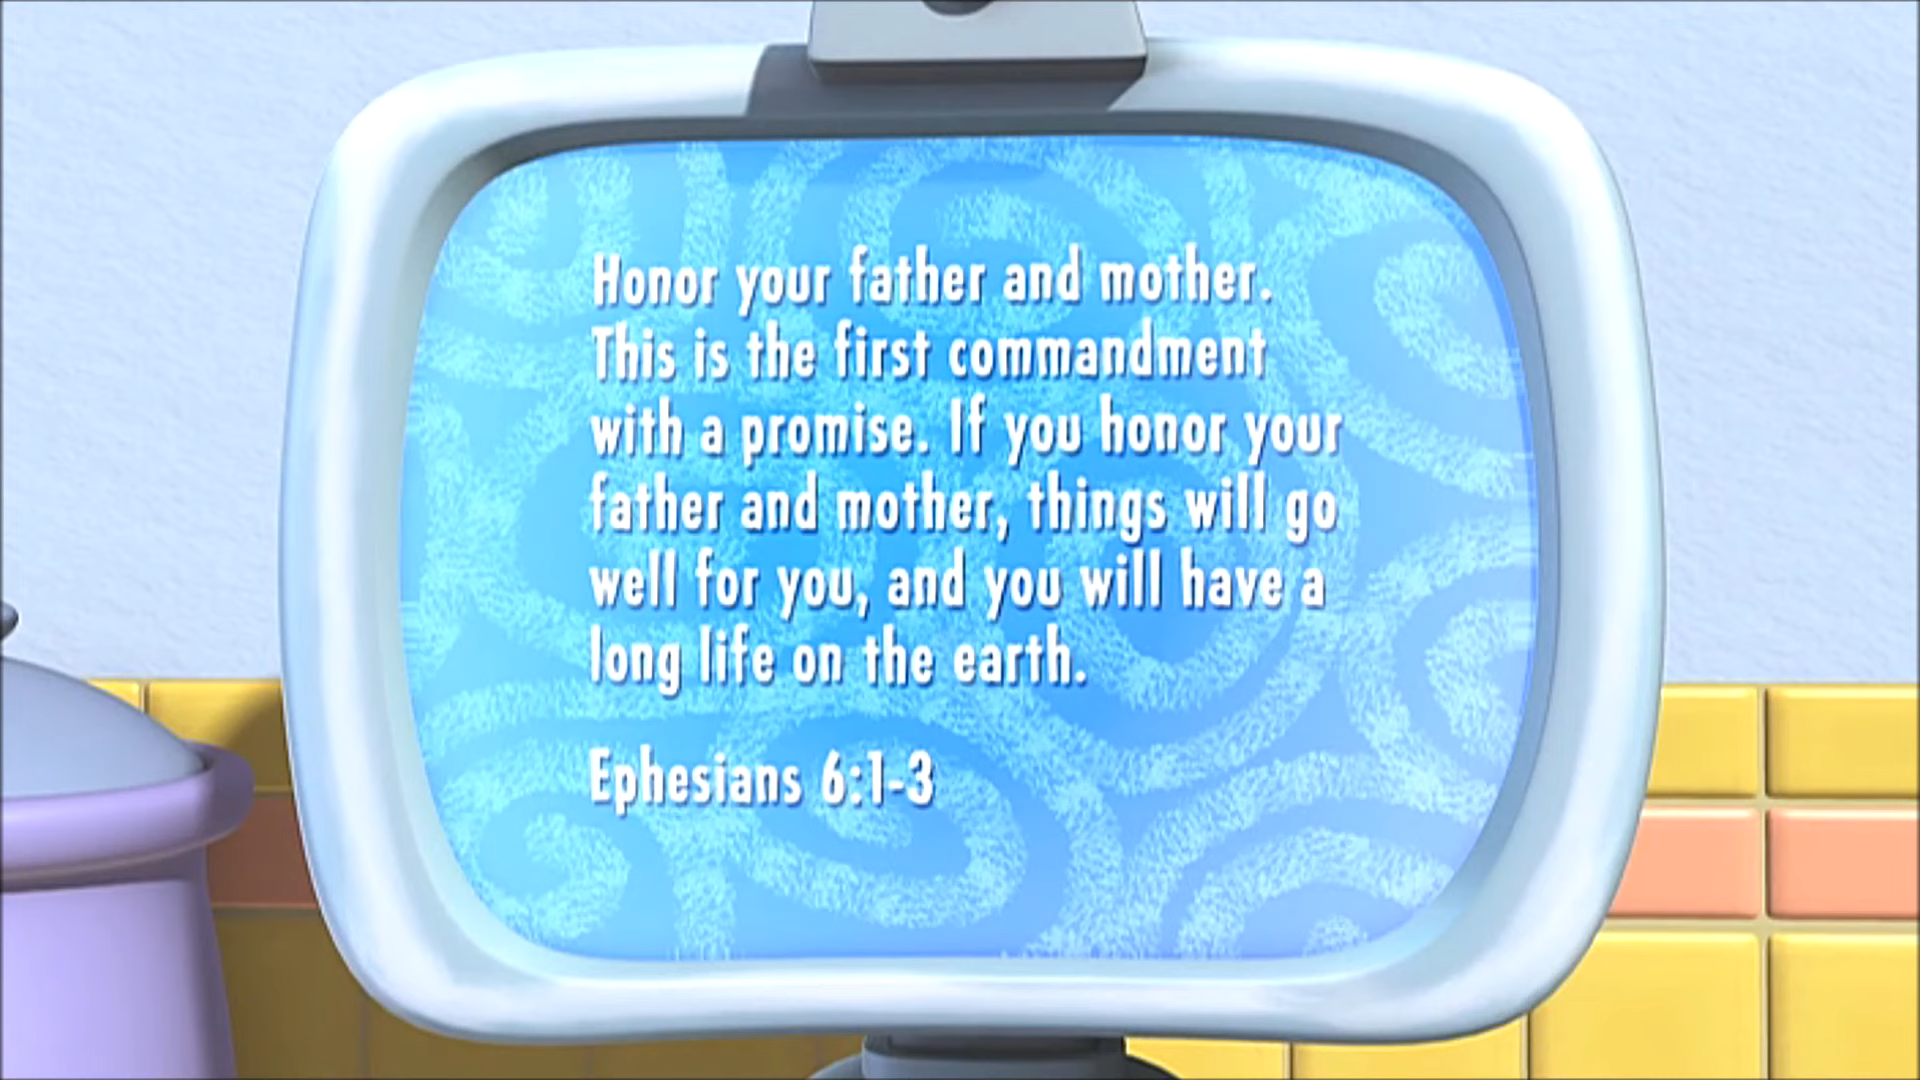 Honor your father and mother.
This is the first commandment
with a promise. If you honor your
father and mother, things will go
well for you, and you will have a
long life on the earth.
Ephesians 6:1-3